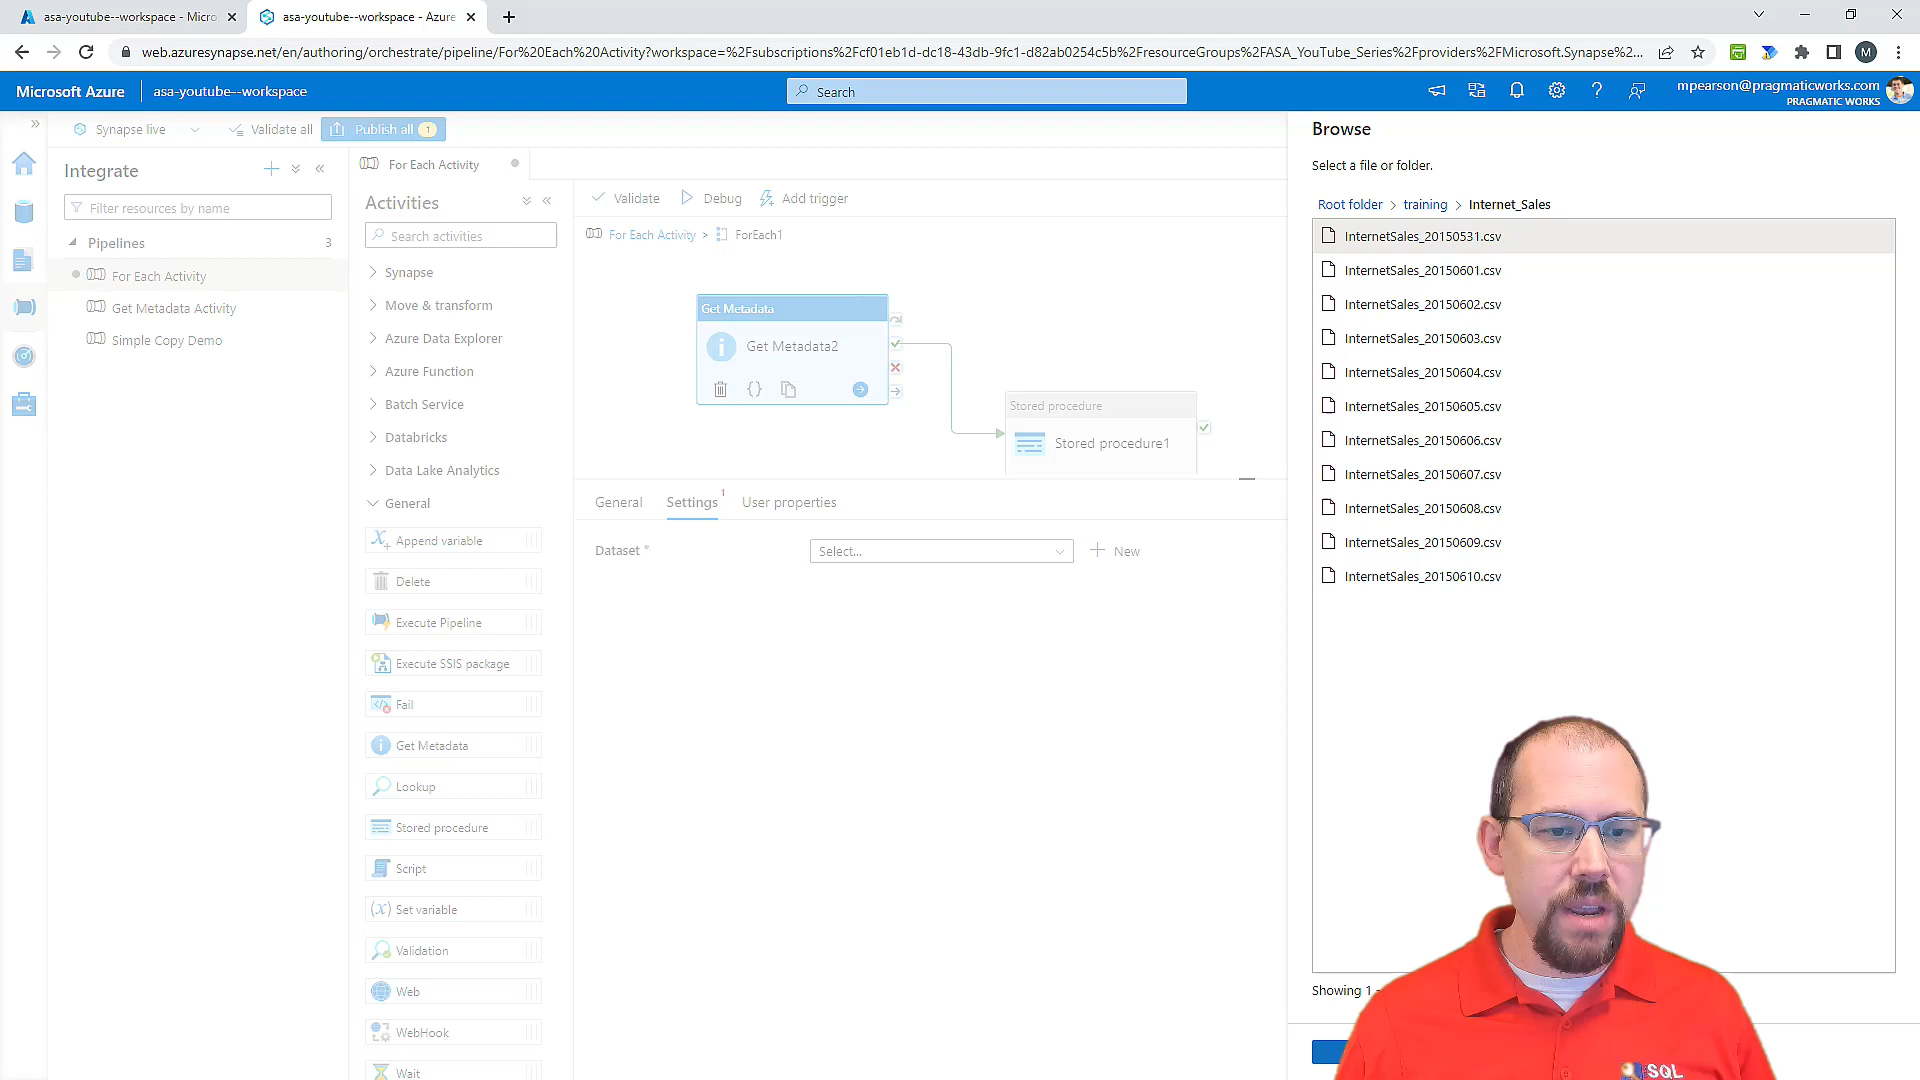 asa-youtube--workspace - Micro
asa-youtube--workspace - Azure
web.azuresynapse.net/en/authoring/orchestrate/pipeline/For%20Each%20Activity?workspace=%2Fsubscriptions%2Fcf01eb1d-dc18-43db-9fc1-d82ab0254c5b%2FresourceGroups%2FASA_YouTube_Series%2Fproviders%2FMicrosoft.Synapse%2...
M
Microsoft Azure
asa-youtube--workspace
Search
mpearson@pragmaticworks.com
PRAGMATIC WORKS
Synapse live
Validate all
Publish all
1
Integrate
Filter resources by name
Pipelines
3
For Each Activity
Get Metadata Activity
Simple Copy Demo
For Each Activity
Activities
Search activities
Synapse
Move & transform
Azure Data Explorer
Azure Function
Batch Service
Databricks
Data Lake Analytics
General
Append variable
Delete
Execute Pipeline
Execute SSIS package
Fail
Get Metadata
Lookup
Stored procedure
Script
Set variable
Validation
Web
WebHook
Wait
Validate
Debug
Add trigger
For Each Activity > ForEach1
Get Metadata
Get Metadata2
Stored procedure
Stored procedure1
General
Settings
1
User properties
Dataset *
Select...
New
Browse
Select a file or folder.
Root folder > training > Internet_Sales
InternetSales_20150531.csv
InternetSales_20150601.csv
InternetSales_20150602.csv
InternetSales_20150603.csv
InternetSales_20150604.csv
InternetSales_20150605.csv
InternetSales_20150606.csv
InternetSales_20150607.csv
InternetSales_20150608.csv
InternetSales_20150609.csv
InternetSales_20150610.csv
Showing 1
SQL